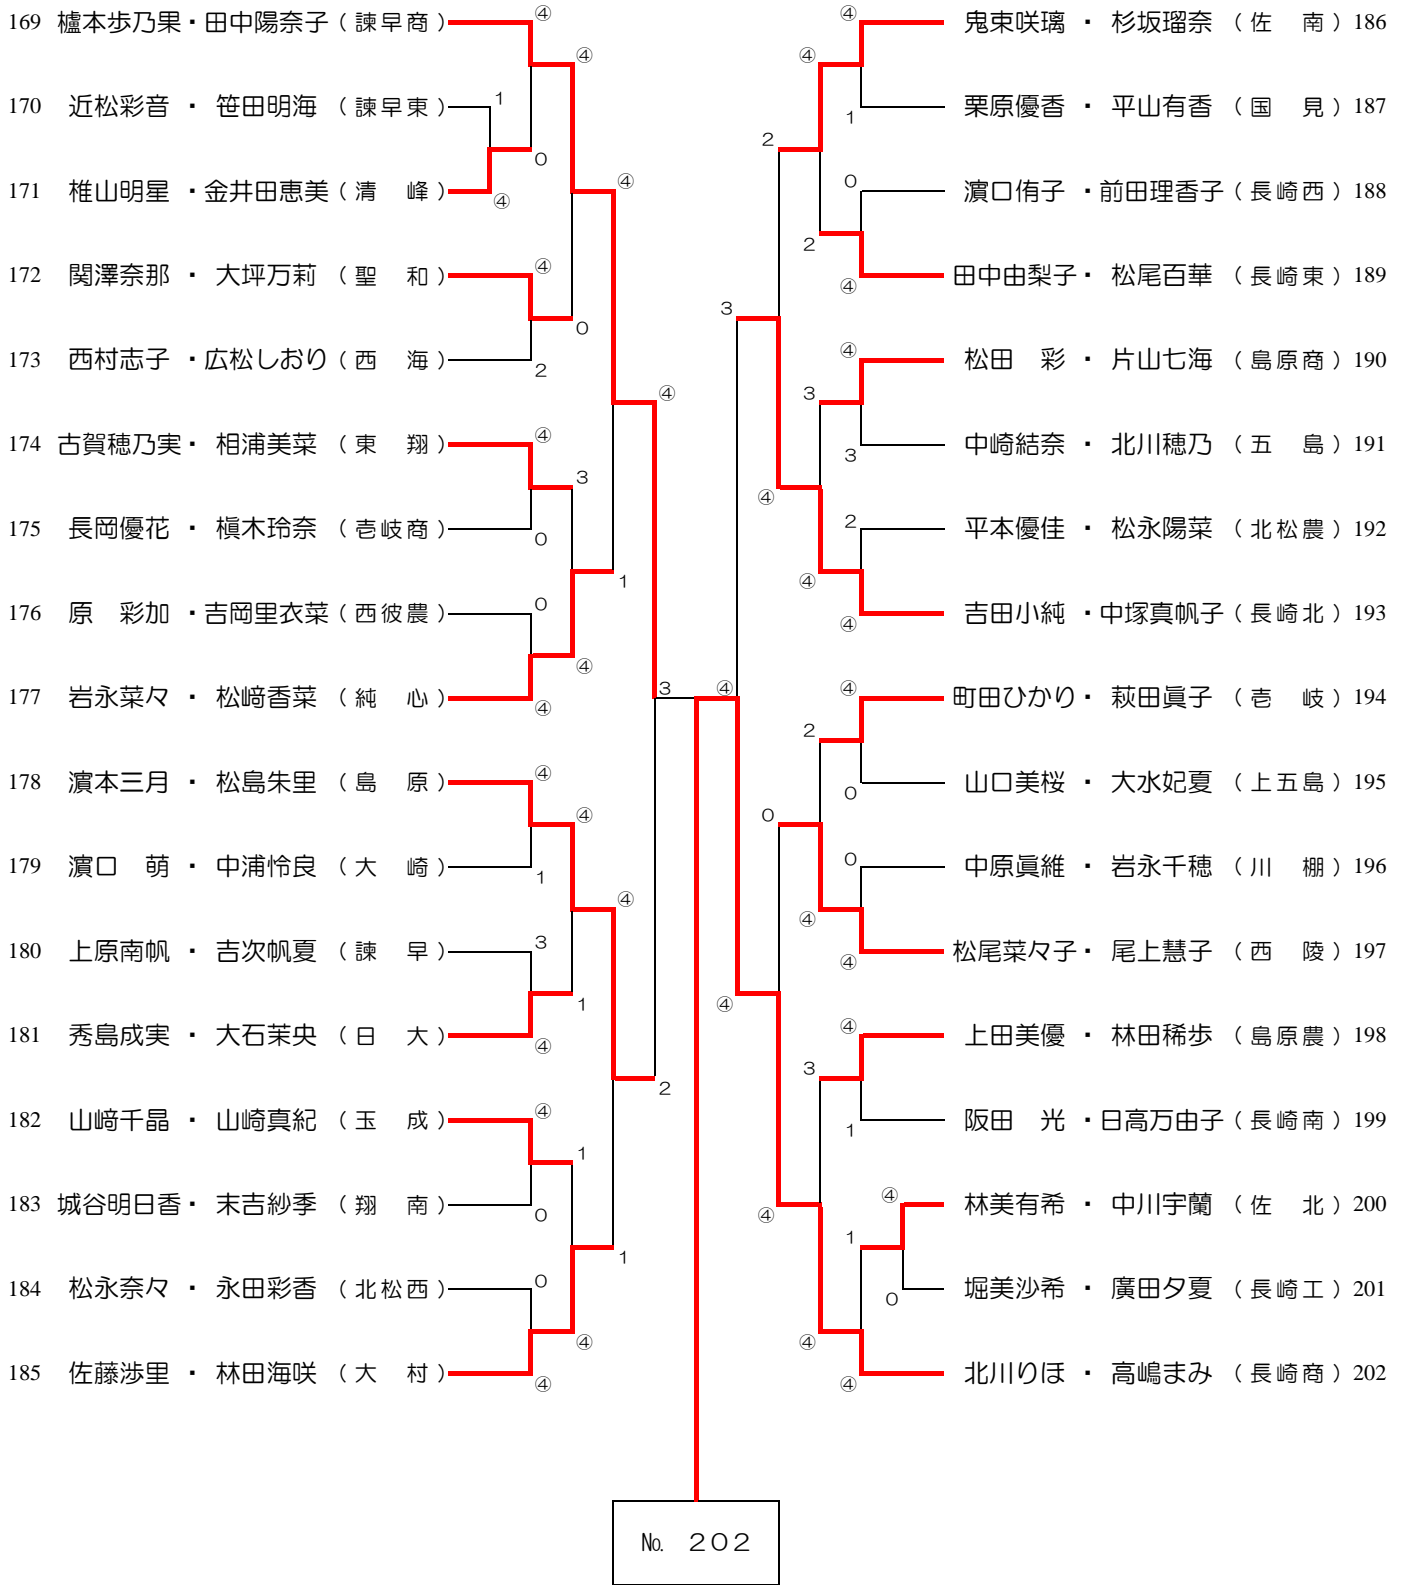 169 櫨本歩乃果・田中陽奈子（諫早商）
170 近松彩音・笹田明海（諫早東）
171 椎山明星・金井田恵美（清　峰）
172 関澤奈那・大坪万莉（聖　和）
173 西村志子・広松しおり（西　海）
174 古賀穂乃実・相浦美菜（東　翔）
175 長岡優花・槇木玲奈（壱岐商）
176 原　彩加・吉岡里衣菜（西彼農）
177 岩永菜々・松﨑香菜（純　心）
178 濵本三月・松島朱里（島　原）
179 濵口　萌・中浦怜良（大　崎）
180 上原南帆・吉次帆夏（諫　早）
181 秀島成実・大石茉央（日　大）
182 山﨑千晶・山崎真紀（玉　成）
183 城谷明日香・末吉紗季（翔　南）
184 松永奈々・永田彩香（北松西）
185 佐藤渉里・林田海咲（大　村）
④
④
1
0
④
④
④
0
2
④
④
3
0
0
1
④
④
3
④
④
1
④
3
1
④
2
④
1
0
1
0
④
④
鬼束咲璃・杉坂瑠奈（佐　南）186
栗原優香・平山有香（国　見）187
濵口侑子・前田理香子（長崎西）188
田中由梨子・松尾百華（長崎東）189
松田　彩・片山七海（島原商）190
中崎結奈・北川穂乃（五　島）191
平本優佳・松永陽菜（北松農）192
吉田小純・中塚真帆子（長崎北）193
町田ひかり・萩田眞子（壱　岐）194
山口美桜・大水妃夏（上五島）195
中原眞維・岩永千穂（川　棚）196
松尾菜々子・尾上慧子（西　陵）197
上田美優・林田稀歩（島原農）198
阪田　光・日高万由子（長崎南）199
林美有希・中川宇蘭（佐　北）200
堀美沙希・廣田夕夏（長崎工）201
北川りほ・高嶋まみ（長崎商）202
④
④
1
2
0
2
④
3
④
3
3
④
2
④
④
④
④
2
0
0
0
④
④
④
④
3
1
④
④
1
0
④
④
№ 202